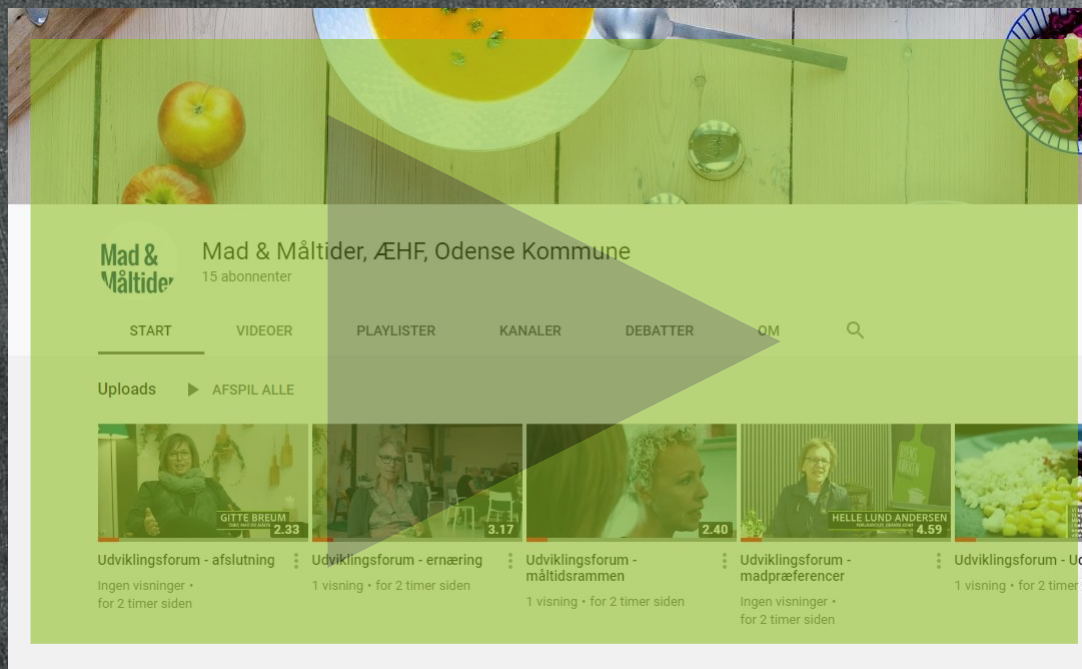 Mad &
Måltider
Mad & Måltider, ÆHF, Odense Kommune
15 abonnenter
START VIDEOER PLAYLISTER KANALER DEBATTER OM
Uploads AFSPIL ALLE
GITTE BREUM
2.33
3.17
2.40
HELLE LUND ANDERSEN
4.59
Udviklingsforum - afslutning
Ingen visninger •
for 2 timer siden
Udviklingsforum - ernæring
1 visning • for 2 timer siden
Udviklingsforum -
måltidsrammen
1 visning • for 2 timer siden
Udviklingsforum -
madpræferencer
Ingen visninger •
for 2 timer siden
Udviklingsforum - Ud
1 visning • for 2 timer